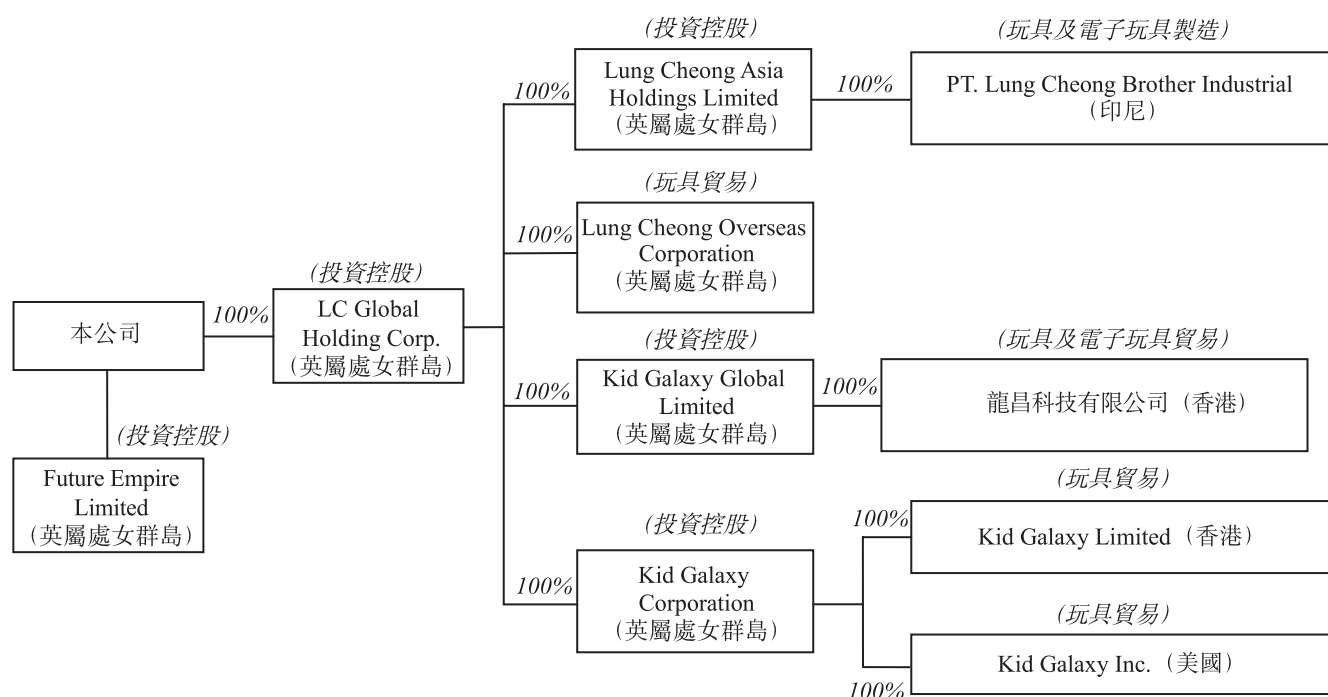 (投資控股)
Lung Cheong Asia
Holdings Limited
(英屬處女群島)
100%
100%
(玩具及電子玩具製造)
PT. Lung Cheong Brother Industrial
(印尼)
(玩具貿易)
100%
Lung Cheong Overseas
Corporation
(英屬處女群島)
本公司
100%
(投資控股)
LC Global
Holding Corp.
(英屬處女群島)
(投資控股)
100%
Kid Galaxy Global
Limited
(英屬處女群島)
100%
(玩具及電子玩具貿易)
龍昌科技有限公司(香港)
(投資控股)
Future Empire
Limited
(英屬處女群島)
(投資控股)
100%
Kid Galaxy
Corporation
(英屬處女群島)
(玩具貿易)
100%
Kid Galaxy Limited(香港)
(玩具貿易)
Kid Galaxy Inc.(美國)
100%